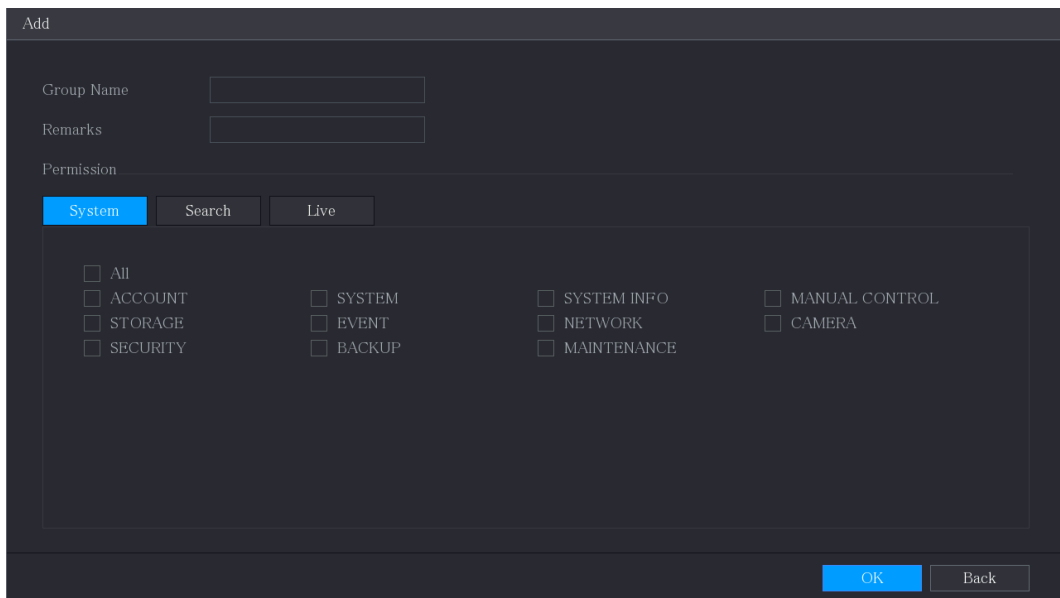 Add
Group Name
Remarks
Permission
System Search Live
All
ACCOUNT SYSTEM SYSTEM INFO MANUAL CONTROL
STORAGE EVENT NETWORK CAMERA
SECURITY BACKUP MAINTENANCE
OK Back